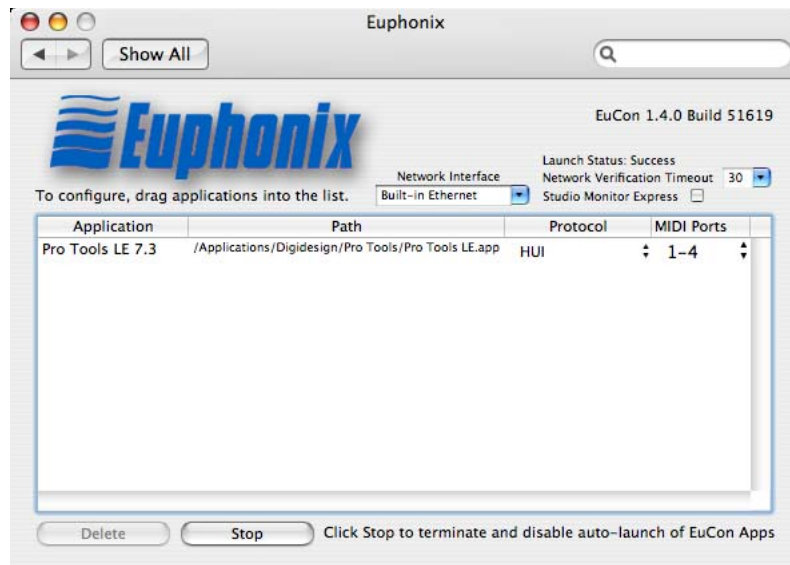 Euphonix
Show All
Euphonix
EuCon 1.4.0 Build 51619
Launch Status: Success
Network Interface
Network Verification Timeout 30
To configure, drag applications into the list.
Built-in Ethernet
Studio Monitor Express
Application Path Protocol MIDI Ports
Pro Tools LE 7.3 /Applications/Digidesign/Pro Tools/Pro Tools LE.app HUI 1-4
Delete Stop Click Stop to terminate and disable auto-launch of EuCon Apps